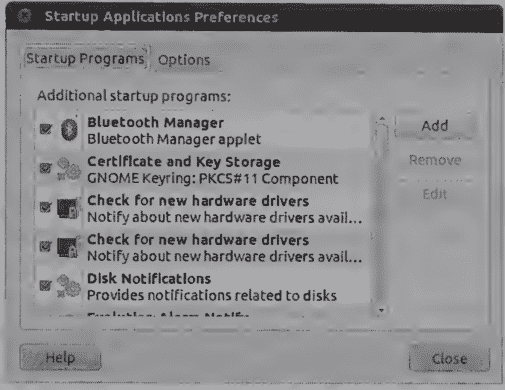 Startup Applications Preferences
Startup Programs
Options
Additional startup programs:
Bluetooth Manager
Bluetooth Manager applet
Certificate and Key Storage
GNOME Keyring: PKCS#11 Component
Check for new hardware drivers
Notify about new hardware drivers avail...
Check for new hardware drivers
Notify about new hardware drivers avail...
Disk Notifications
Provides notifications related to disks
Add
Remove
Edit
Help
Close